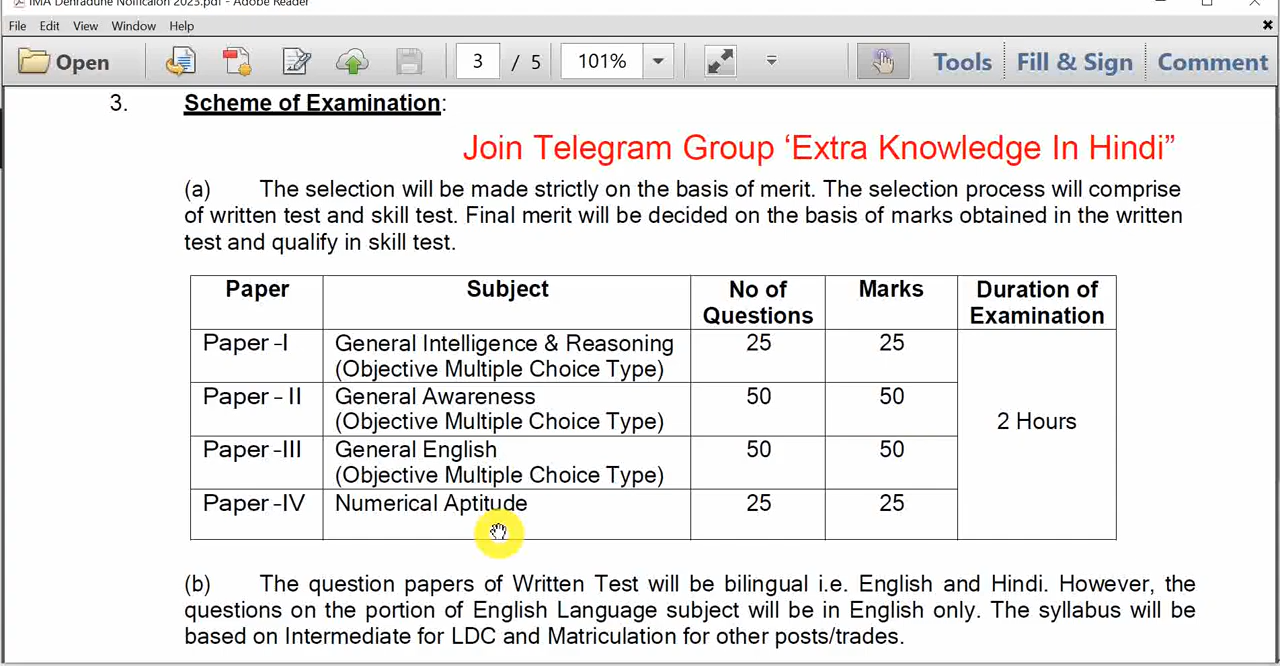 IMA Dehradune Notificaion 2023.pdf - Adobe Reader
File Edit View Window Help
Open 3 / 5 101% Tools Fill & Sign Comment
3. Scheme of Examination:
Join Telegram Group ‘Extra Knowledge In Hindi”
(a) The selection will be made strictly on the basis of merit. The selection process will comprise
of written test and skill test. Final merit will be decided on the basis of marks obtained in the written
test and qualify in skill test.
Paper Subject No of Questions Marks Duration of Examination
Paper -I General Intelligence & Reasoning 25 25
(Objective Multiple Choice Type)
Paper - II General Awareness 50 50
(Objective Multiple Choice Type) 2 Hours
Paper -III General English 50 50
(Objective Multiple Choice Type)
Paper -IV Numerical Aptitude 25 25
(b) The question papers of Written Test will be bilingual i.e. English and Hindi. However, the
questions on the portion of English Language subject will be in English only. The syllabus will be
based on Intermediate for LDC and Matriculation for other posts/trades.